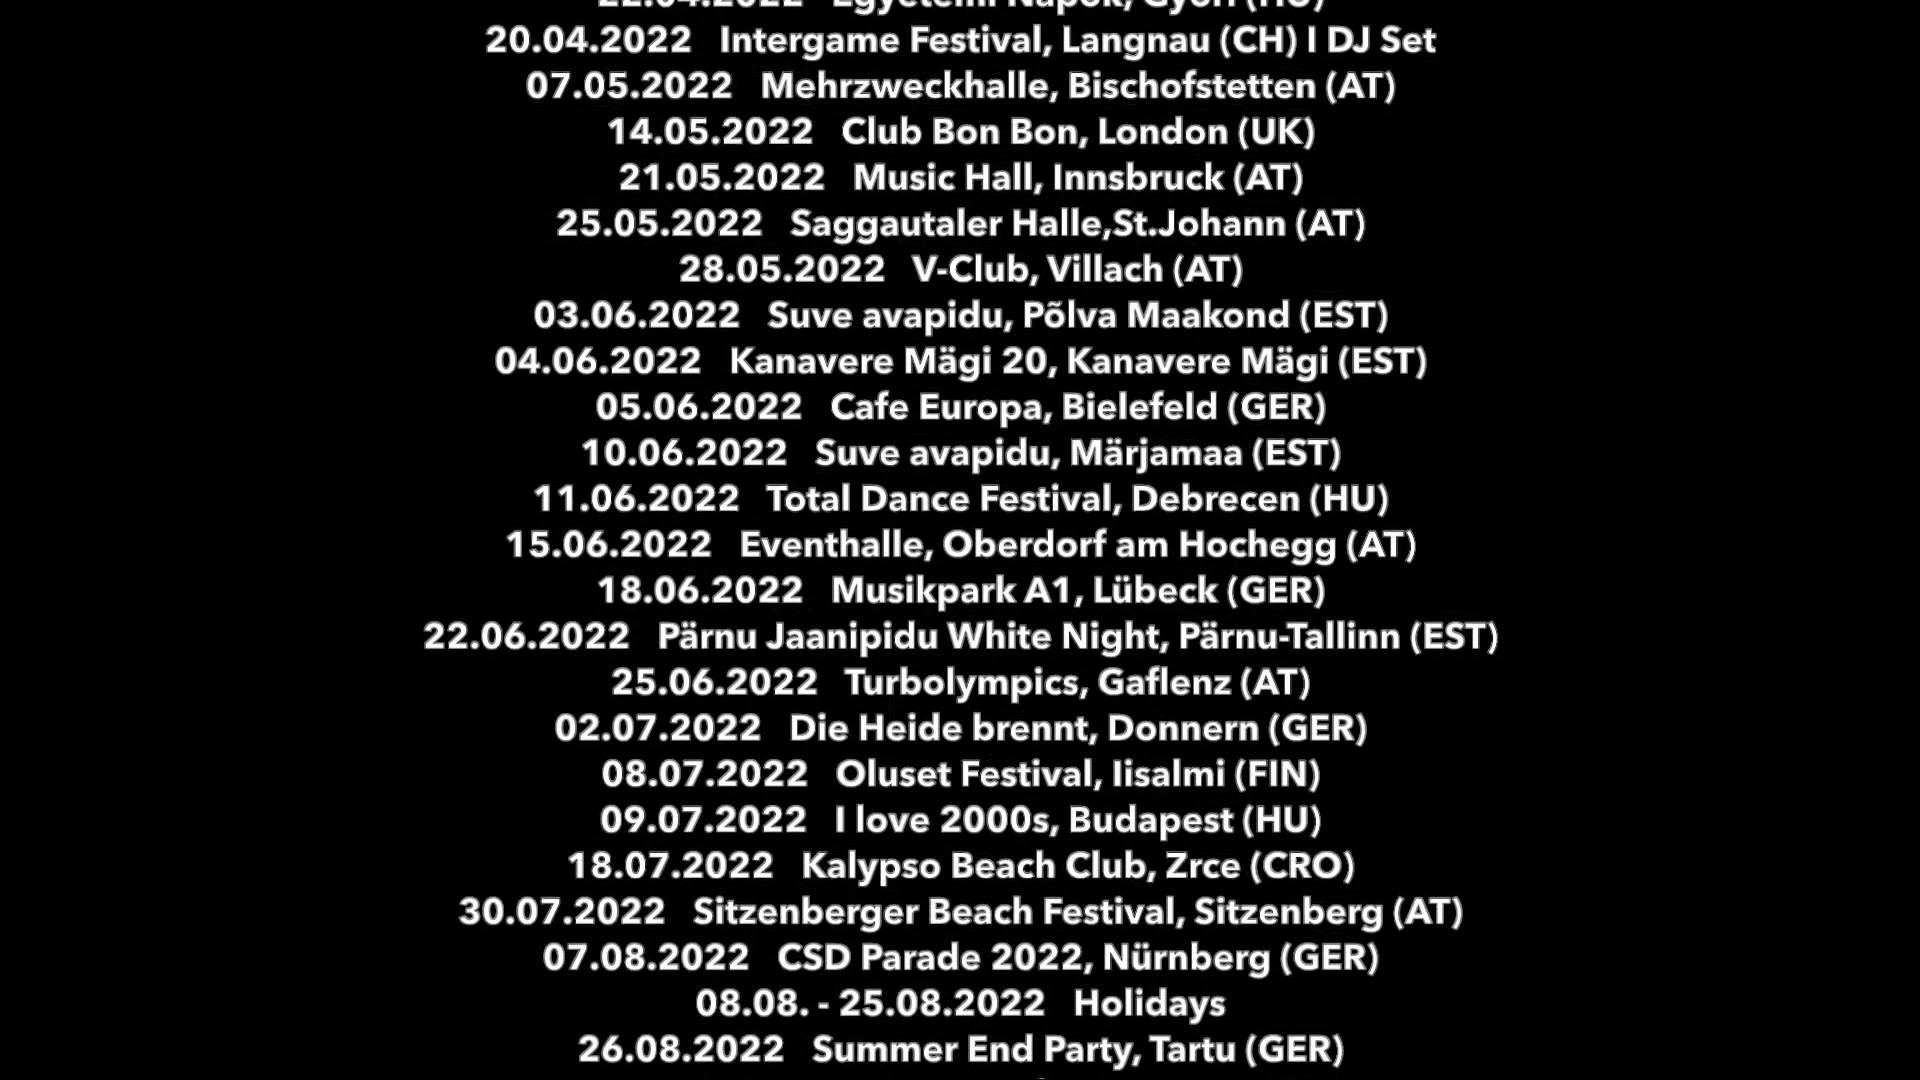 22.04.2022 Egyetemi Napok, Györ (HU)
20.04.2022 Intergame Festival, Langnau (CH) I DJ Set
07.05.2022 Mehrzweckhalle, Bischofstetten (AT)
14.05.2022 Club Bon Bon, London (UK)
21.05.2022 Music Hall, Innsbruck (AT)
25.05.2022 Saggautaler Halle,St.Johann (AT)
28.05.2022 V-Club, Villach (AT)
03.06.2022 Suve avapidu, Põlva Maakond (EST)
04.06.2022 Kanavere Mägi 20, Kanavere Mägi (EST)
05.06.2022 Cafe Europa, Bielefeld (GER)
10.06.2022 Suve avapidu, Märjamaa (EST)
11.06.2022 Total Dance Festival, Debrecen (HU)
15.06.2022 Eventhalle, Oberdorf am Hochegg (AT)
18.06.2022 Musikpark A1, Lübeck (GER)
22.06.2022 Pärnu Jaanipidu White Night, Pärnu-Tallinn (EST)
25.06.2022 Turbolympics, Gaflenz (AT)
02.07.2022 Die Heide brennt, Donnern (GER)
08.07.2022 Oluset Festival, Iisalmi (FIN)
09.07.2022 I love 2000s, Budapest (HU)
18.07.2022 Kalypso Beach Club, Zrce (CRO)
30.07.2022 Sitzenberger Beach Festival, Sitzenberg (AT)
07.08.2022 CSD Parade 2022, Nürnberg (GER)
08.08. - 25.08.2022 Holidays
26.08.2022 Summer End Party, Tartu (GER)